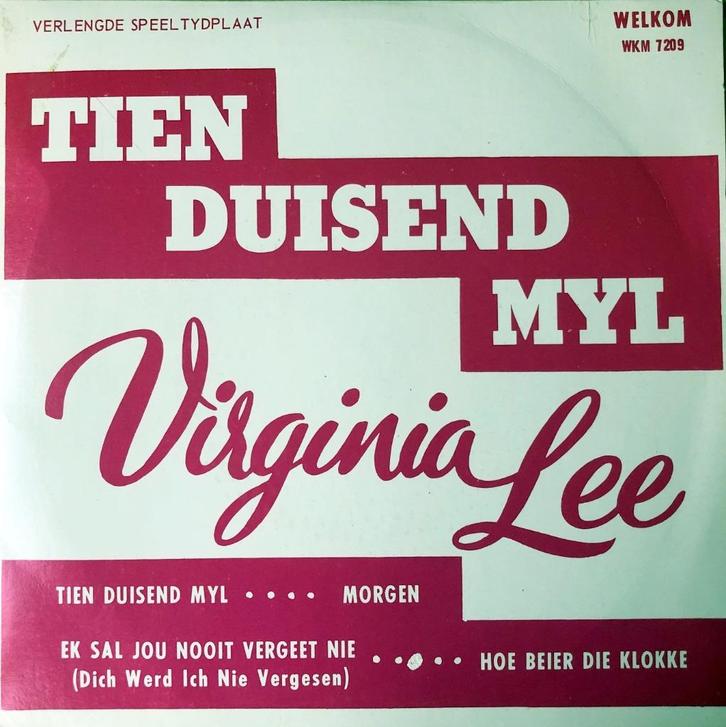 VERLENGDE SPEELTYDPLAAT
WELKOM
WKM 7209
TIEN
DUISEND
MYL
Virginia Lee
TIEN DUISEND MYL • • • • MORGEN
EK SAL JOU NOOIT VERGEET NIE
(Dich Werd Ich Nie Vergesen) • • • • • HOE BEIER DIE KLOKKE